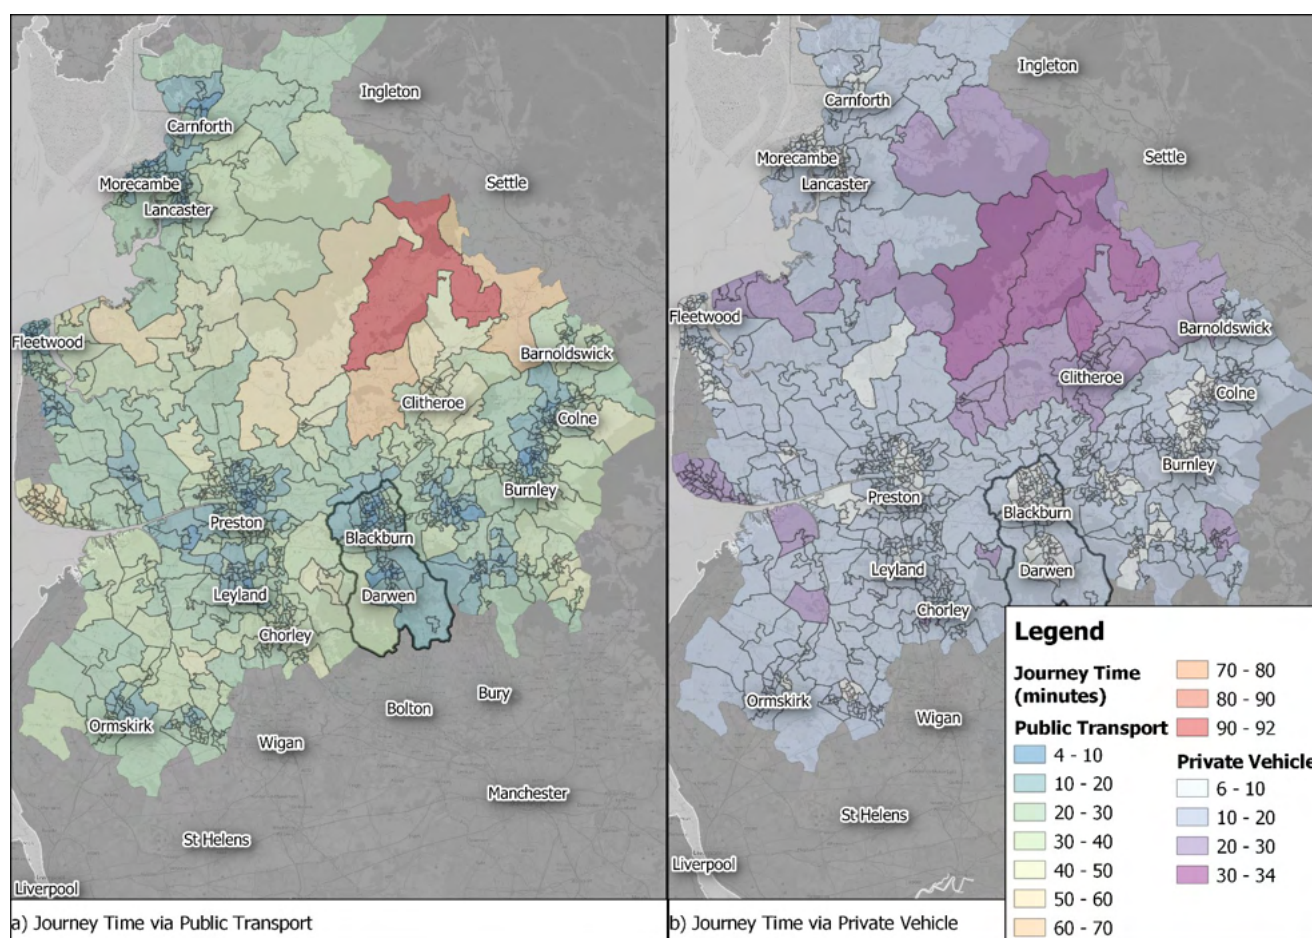 Ingleton
Carnforth
Morecambe
Lancaster
Settle
Fleetwood
Barnoldswick
Clitheroe
Colne
Burnley
Preston
Blackburn
Leyland
Darwen
Chorley
Ormskirk
Bolton
Bury
Wigan
Manchester
St Helens
Liverpool
a) Journey Time via Public Transport
Ingleton
Carnforth
Morecambe
Lancaster
Settle
Fleetwood
Barnoldswick
Clitheroe
Colne
Burnley
Preston
Blackburn
Leyland
Darwen
Chorley
Ormskirk
Wigan
St Helens
Liverpool
b) Journey Time via Private Vehicle
Legend
Journey Time
(minutes)
Public Transport
4 - 10
10 - 20
20 - 30
30 - 40
40 - 50
50 - 60
60 - 70
70 - 80
80 - 90
90 - 92
Private Vehicle
6 - 10
10 - 20
20 - 30
30 - 34